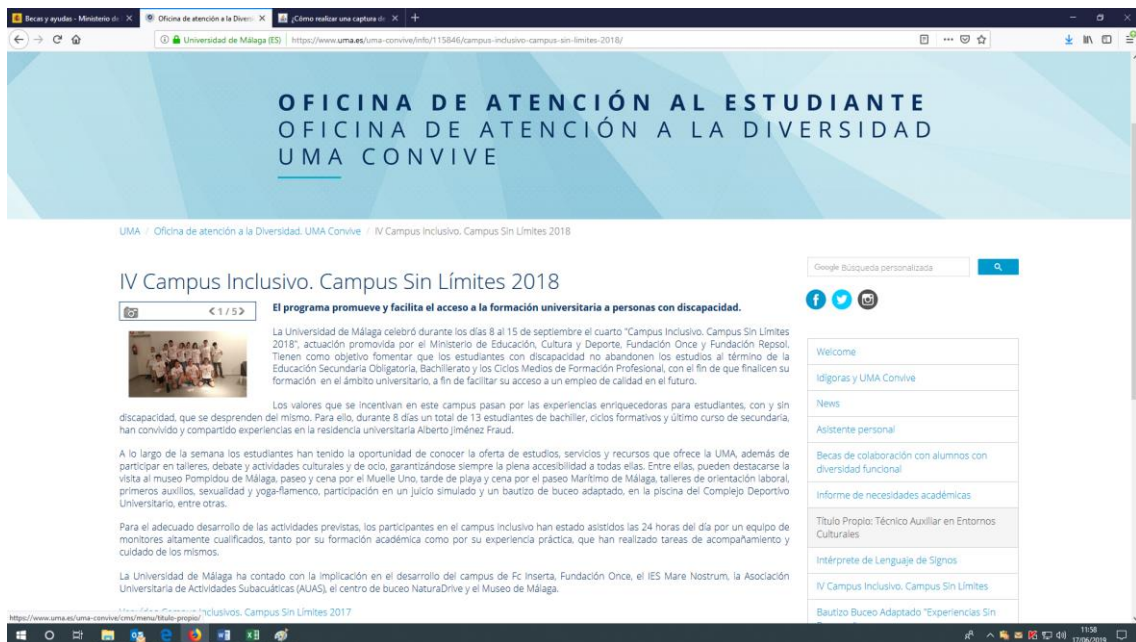 Becas y ayudas - Ministerio de
Oficina de atención a la Diversi
¿Cómo realizar una captura de
Universidad de Málaga (ES)
https://www.uma.es/uma-convive/info/115846/campus-inclusivo-campus-sin-limites-2018/
OFICINA DE ATENCIÓN AL ESTUDIANTE
OFICINA DE ATENCIÓN A LA DIVERSIDAD
UMA CONVIVE
UMA / Oficina de atención a la Diversidad. UMA Convive / IV Campus Inclusivo. Campus Sin Límites 2018
IV Campus Inclusivo. Campus Sin Límites 2018
1 / 5
El programa promueve y facilita el acceso a la formación universitaria a personas con discapacidad.
La Universidad de Málaga celebró durante los días 8 al 15 de septiembre el cuarto "Campus Inclusivo. Campus Sin Límites
2018", actuación promovida por el Ministerio de Educación, Cultura y Deporte, Fundación Once y Fundación Repsol.
Tienen como objetivo fomentar que los estudiantes con discapacidad no abandonen los estudios al término de la
Educación Secundaria Obligatoria, Bachillerato y los Ciclos Medios de Formación Profesional, con el fin de que finalicen su
formación en el ámbito universitario, a fin de facilitar su acceso a un empleo de calidad en el futuro.
Los valores que se incentivan en este campus pasan por las experiencias enriquecedoras para estudiantes, con y sin
discapacidad, que se desprenden del mismo. Para ello, durante 8 días un total de 13 estudiantes de bachiller, ciclos formativos y último curso de secundaria,
han convivido y compartido experiencias en la residencia universitaria Alberto Jiménez Fraud.
A lo largo de la semana los estudiantes han tenido la oportunidad de conocer la oferta de estudios, servicios y recursos que ofrece la UMA, además de
participar en talleres, debate y actividades culturales y de ocio, garantizándose siempre la plena accesibilidad a todas ellas. Entre ellas, pueden destacarse la
visita al museo Pompidou de Málaga, paseo y cena por el Muelle Uno, tarde de playa y cena por el paseo Marítimo de Málaga, talleres de orientación laboral,
primeros auxilios, sexualidad y yoga-flamenco, participación en un juicio simulado y un bautizo de buceo adaptado, en la piscina del Complejo Deportivo
Universitario, entre otras.
Para el adecuado desarrollo de las actividades previstas, los participantes en el campus inclusivo han estado asistidos las 24 horas del día por un equipo de
monitores altamente cualificados, tanto por su formación académica como por su experiencia práctica, que han realizado tareas de acompañamiento y
cuidado de los mismos.
La Universidad de Málaga ha contado con la implicación en el desarrollo del campus de Fc Inserta, Fundación Once, el IES Mare Nostrum, la Asociación
Universitaria de Actividades Subacuáticas (AUAS), el centro de buceo NaturaDrive y el Museo de Málaga.
Campus Sin Límites 2017
https://www.uma.es/uma-convive/cms/menu/titulo-propio/
Google Búsqueda personalizada
Welcome
Idígoras y UMA Convive
News
Asistente personal
Becas de colaboración con alumnos con
diversidad funcional
Informe de necesidades académicas
Título Propio: Técnico Auxiliar en Entornos
Culturales
Intérprete de Lenguaje de Signos
IV Campus Inclusivo. Campus Sin Límites
Bautizo Buceo Adaptado "Experiencias Sin
11:58
17/06/2019